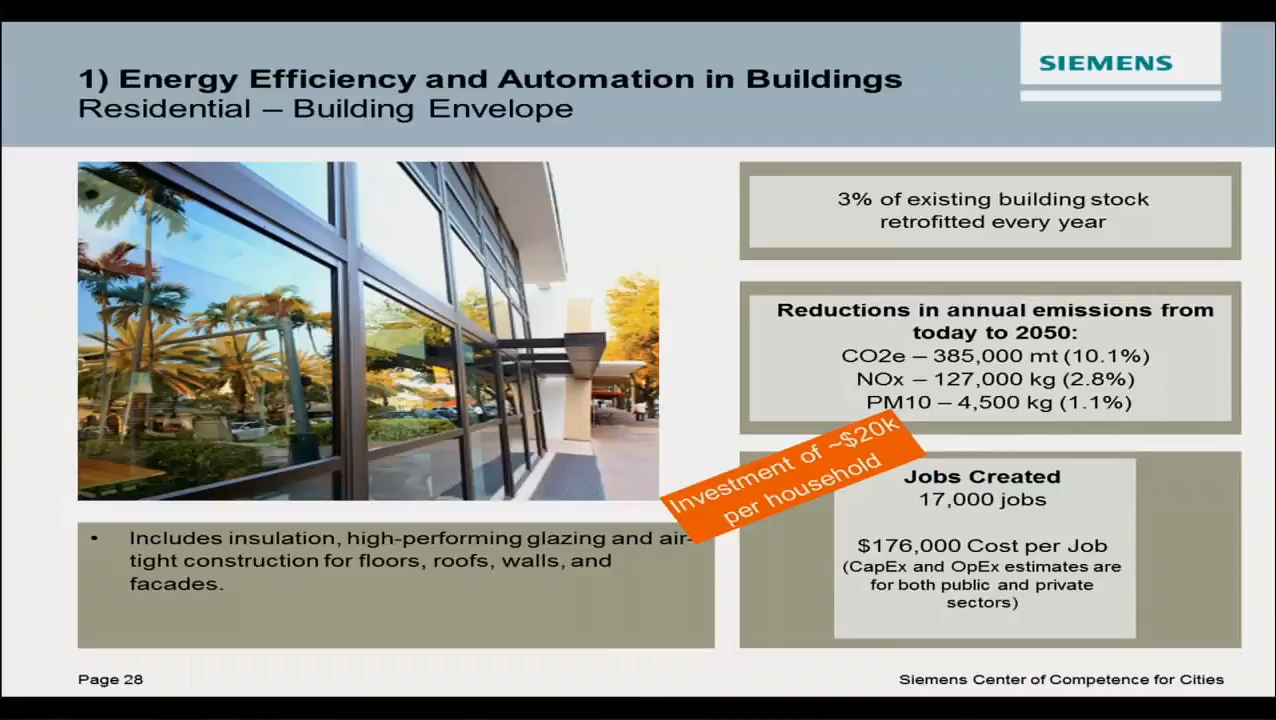 1) Energy Efficiency and Automation in Buildings
Residential – Building Envelope
SIEMENS
3% of existing building stock
retrofitted every year
Reductions in annual emissions from
today to 2050:
CO2e – 385,000 mt (10.1%)
NOx – 127,000 kg (2.8%)
PM10 – 4,500 kg (1.1%)
Investment of ~$20k
per household
Jobs Created
17,000 jobs
$176,000 Cost per Job
(CapEx and OpEx estimates are
for both public and private
sectors)
• Includes insulation, high-performing glazing and air-
tight construction for floors, roofs, walls, and
facades.
Page 28
Siemens Center of Competence for Cities